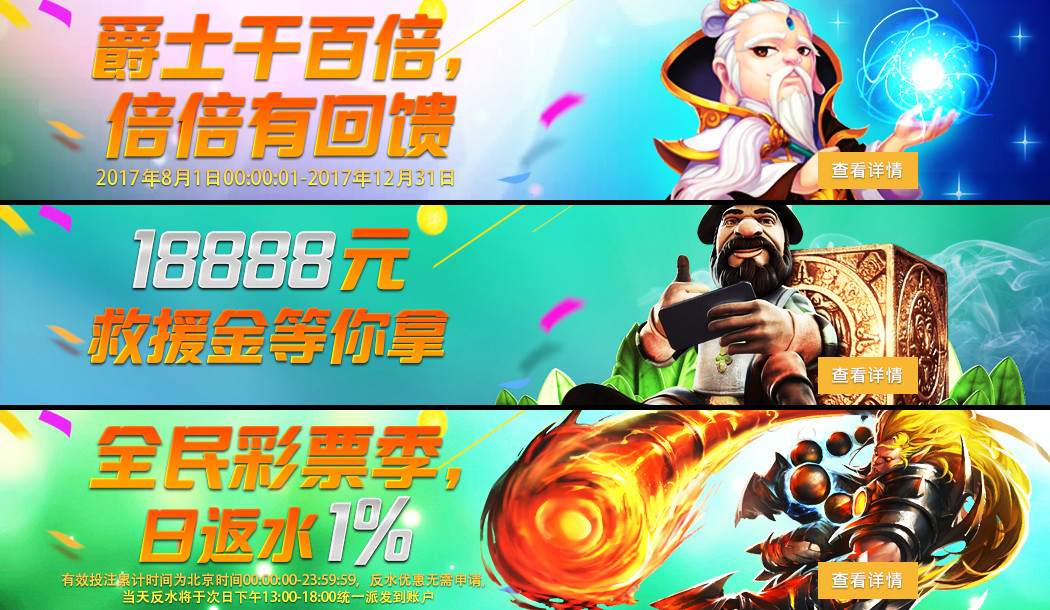 爵士千百倍，
倍倍有回馈
2017年8月1日00:00:01-2017年12月31日
查看详情
18888元
救援金等你拿
查看详情
全民彩票季，
日返水1%
有效投注累计时间为北京时间00:00:00-23:59:59，反水优惠无需申请，
当天反水将于次日下午13:00-18:00统一派发到账户
查看详情